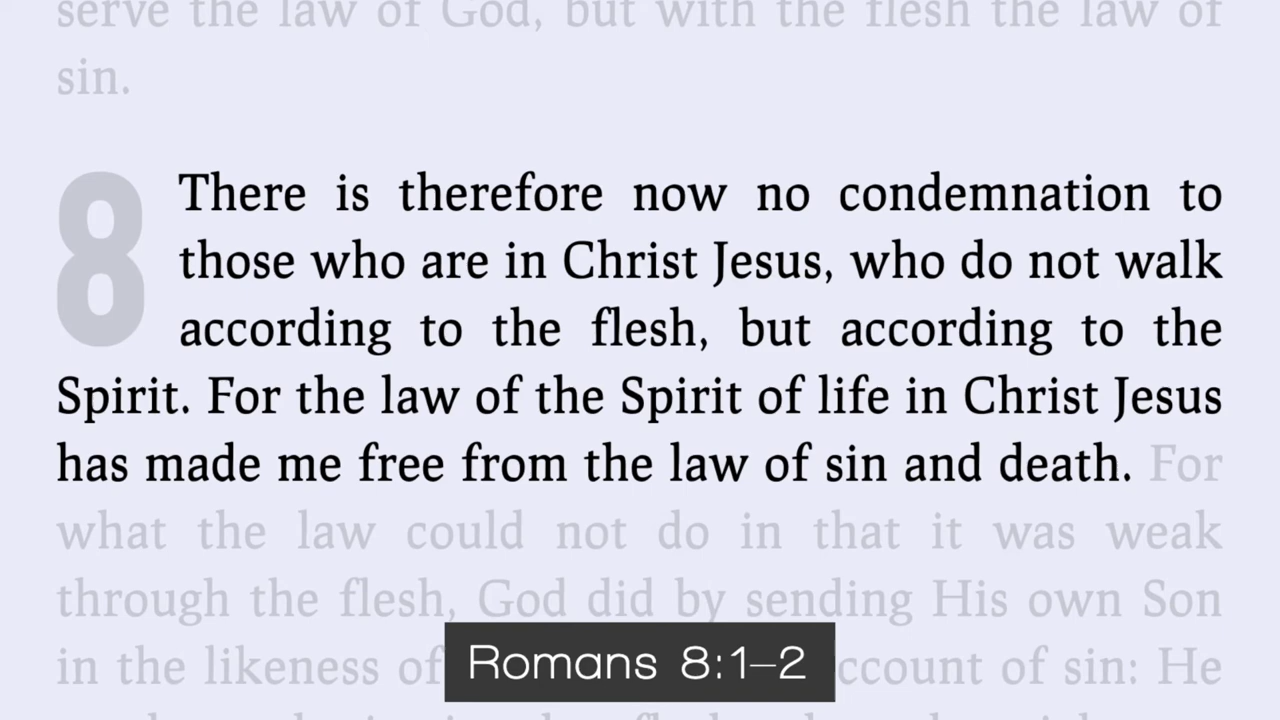 serve the law of God, but with the flesh the law of
sin.
8
There is therefore now no condemnation to
those who are in Christ Jesus, who do not walk
according to the flesh, but according to the
Spirit. For the law of the Spirit of life in Christ Jesus
has made me free from the law of sin and death. For
what the law could not do in that it was weak
through the flesh, God did by sending His own Son
in the likeness of ccount of sin: He
Romans 8:1–2